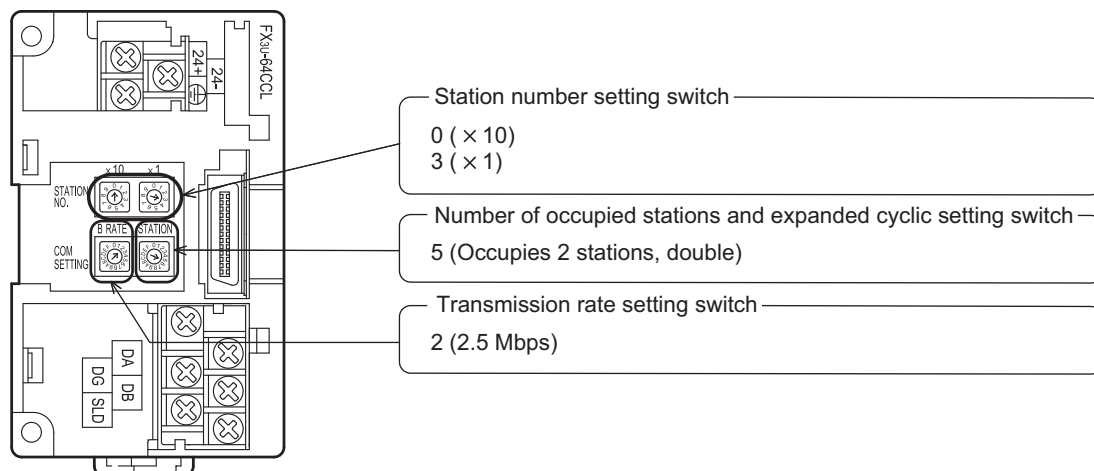 FX3U-64CCL
24+
24-
×10 ×1
STATION
NO.
B RATE STATION
COM
SETTING
DA
DB
DG
SLD
Station number setting switch
0 ( × 10)
3 ( × 1)
Number of occupied stations and expanded cyclic setting switch
5 (Occupies 2 stations, double)
Transmission rate setting switch
2 (2.5 Mbps)